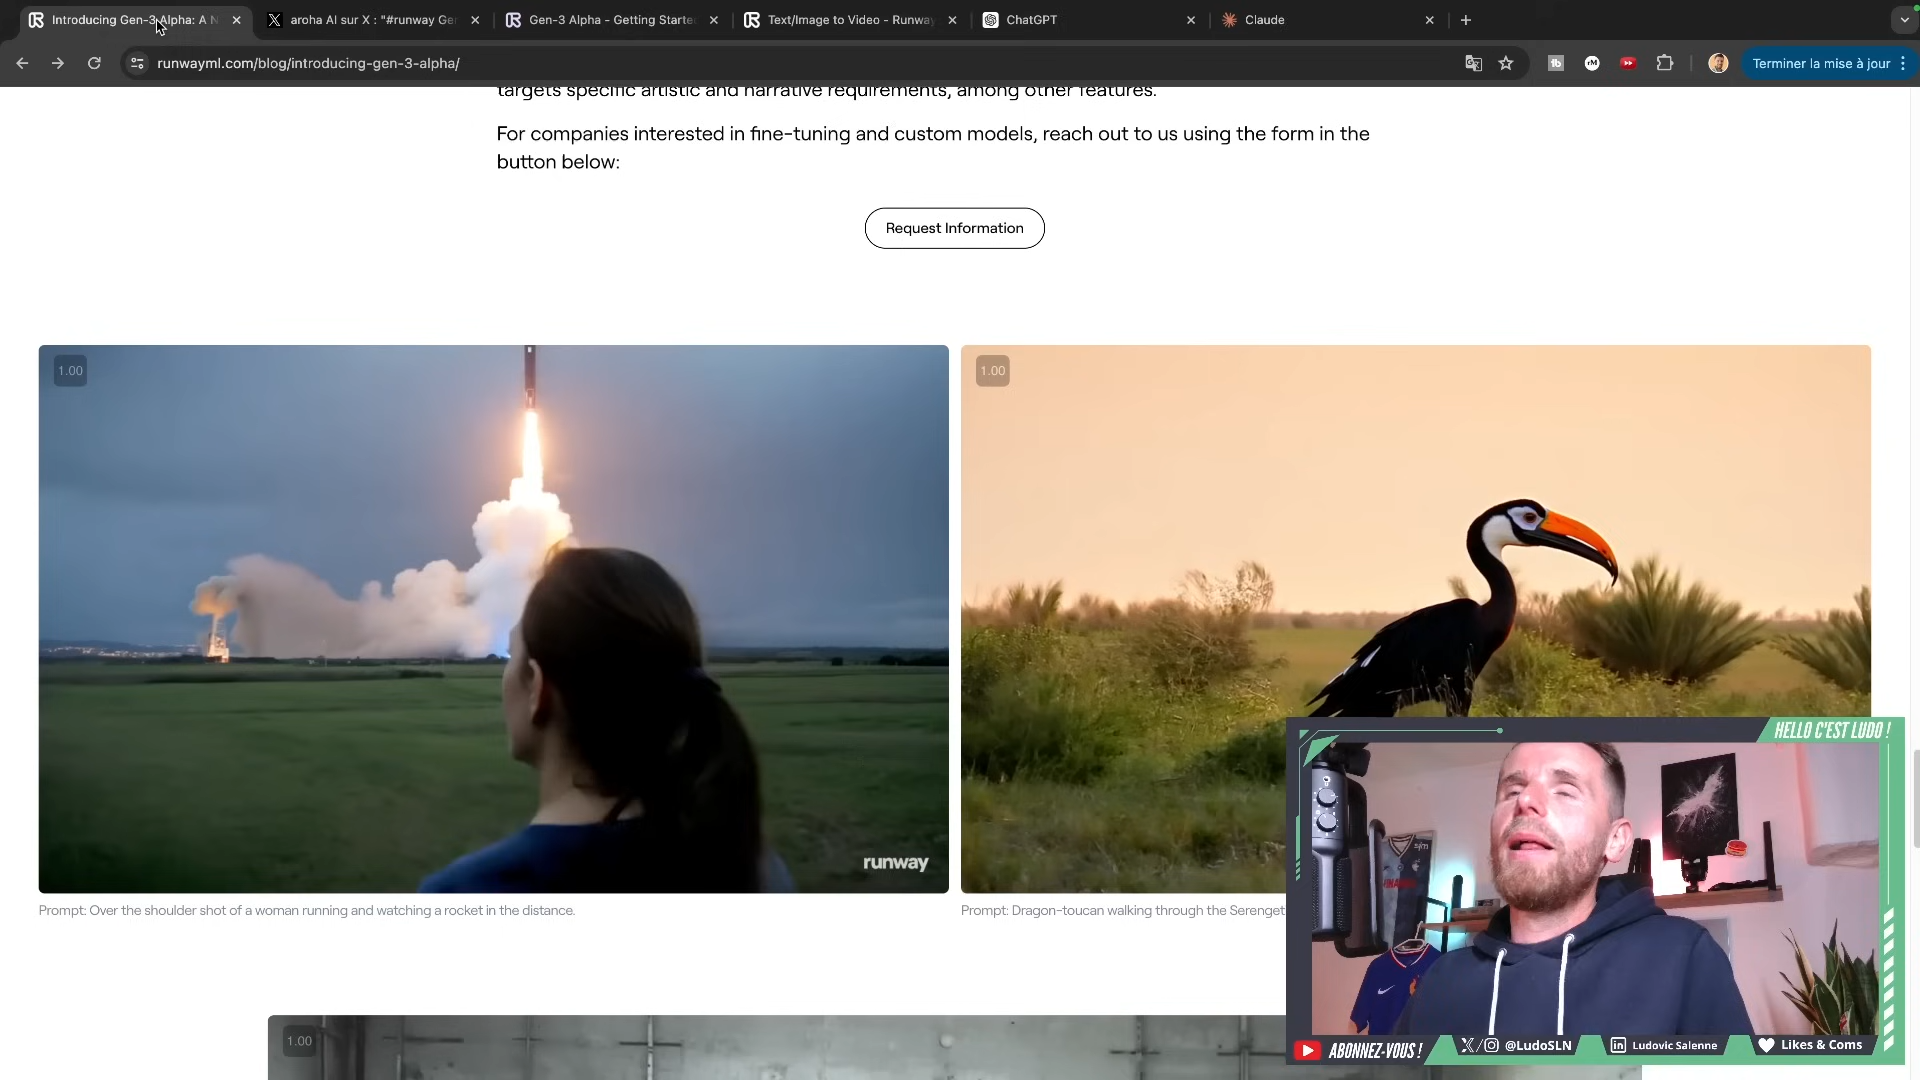 Introducing Gen-3 Alpha: A N
aroha AI sur X : "#runway Ge
Gen-3 Alpha - Getting Starte
Text/Image to Video - Runway
ChatGPT
Claude
runwayml.com/blog/introducing-gen-3-alpha/
Terminer la mise à jour
targets specific artistic and narrative requirements, among other features.
For companies interested in fine-tuning and custom models, reach out to us using the form in the
button below:
Request Information
1.00
1.00
runway
Prompt: Over the shoulder shot of a woman running and watching a rocket in the distance.
Prompt: Dragon-toucan walking through the Serenget
1.00
HELLO C'EST LUDO !
ABONNEZ-VOUS !
@LudoSLN
Ludovic Salenne
Likes & Coms